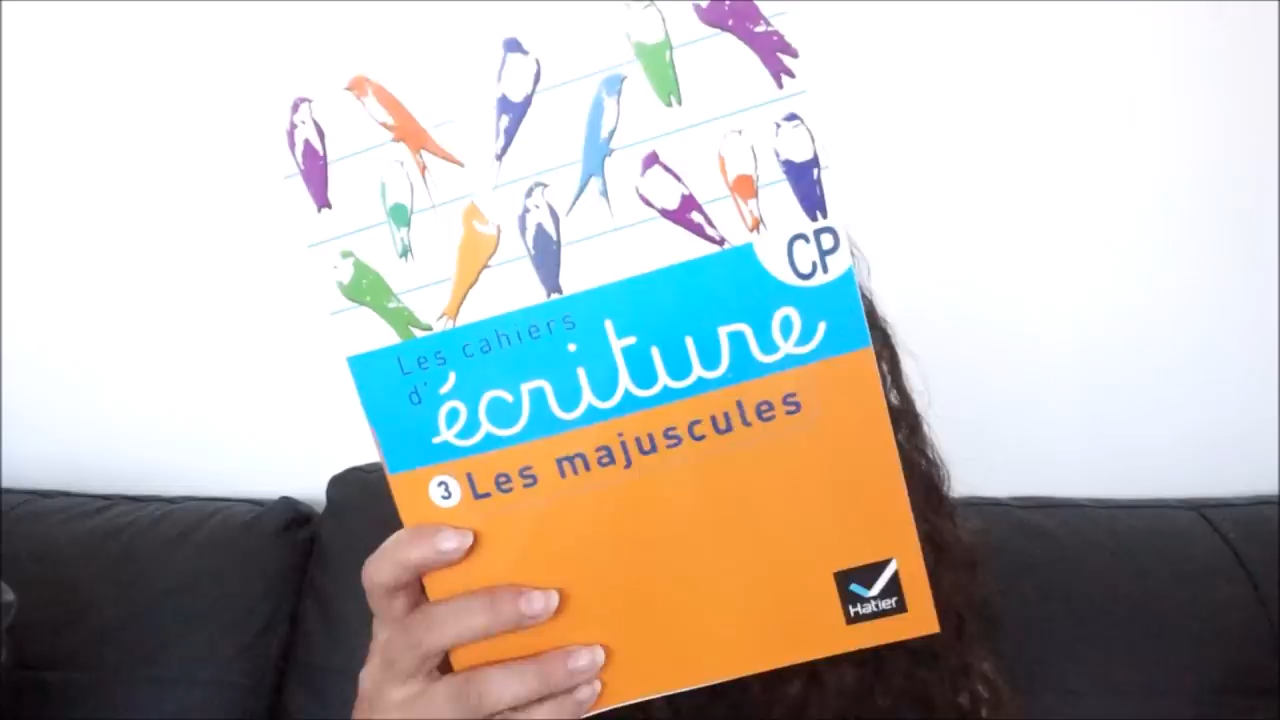 CP
Les cahiers
d'écriture
3 Les majuscules
Hatier